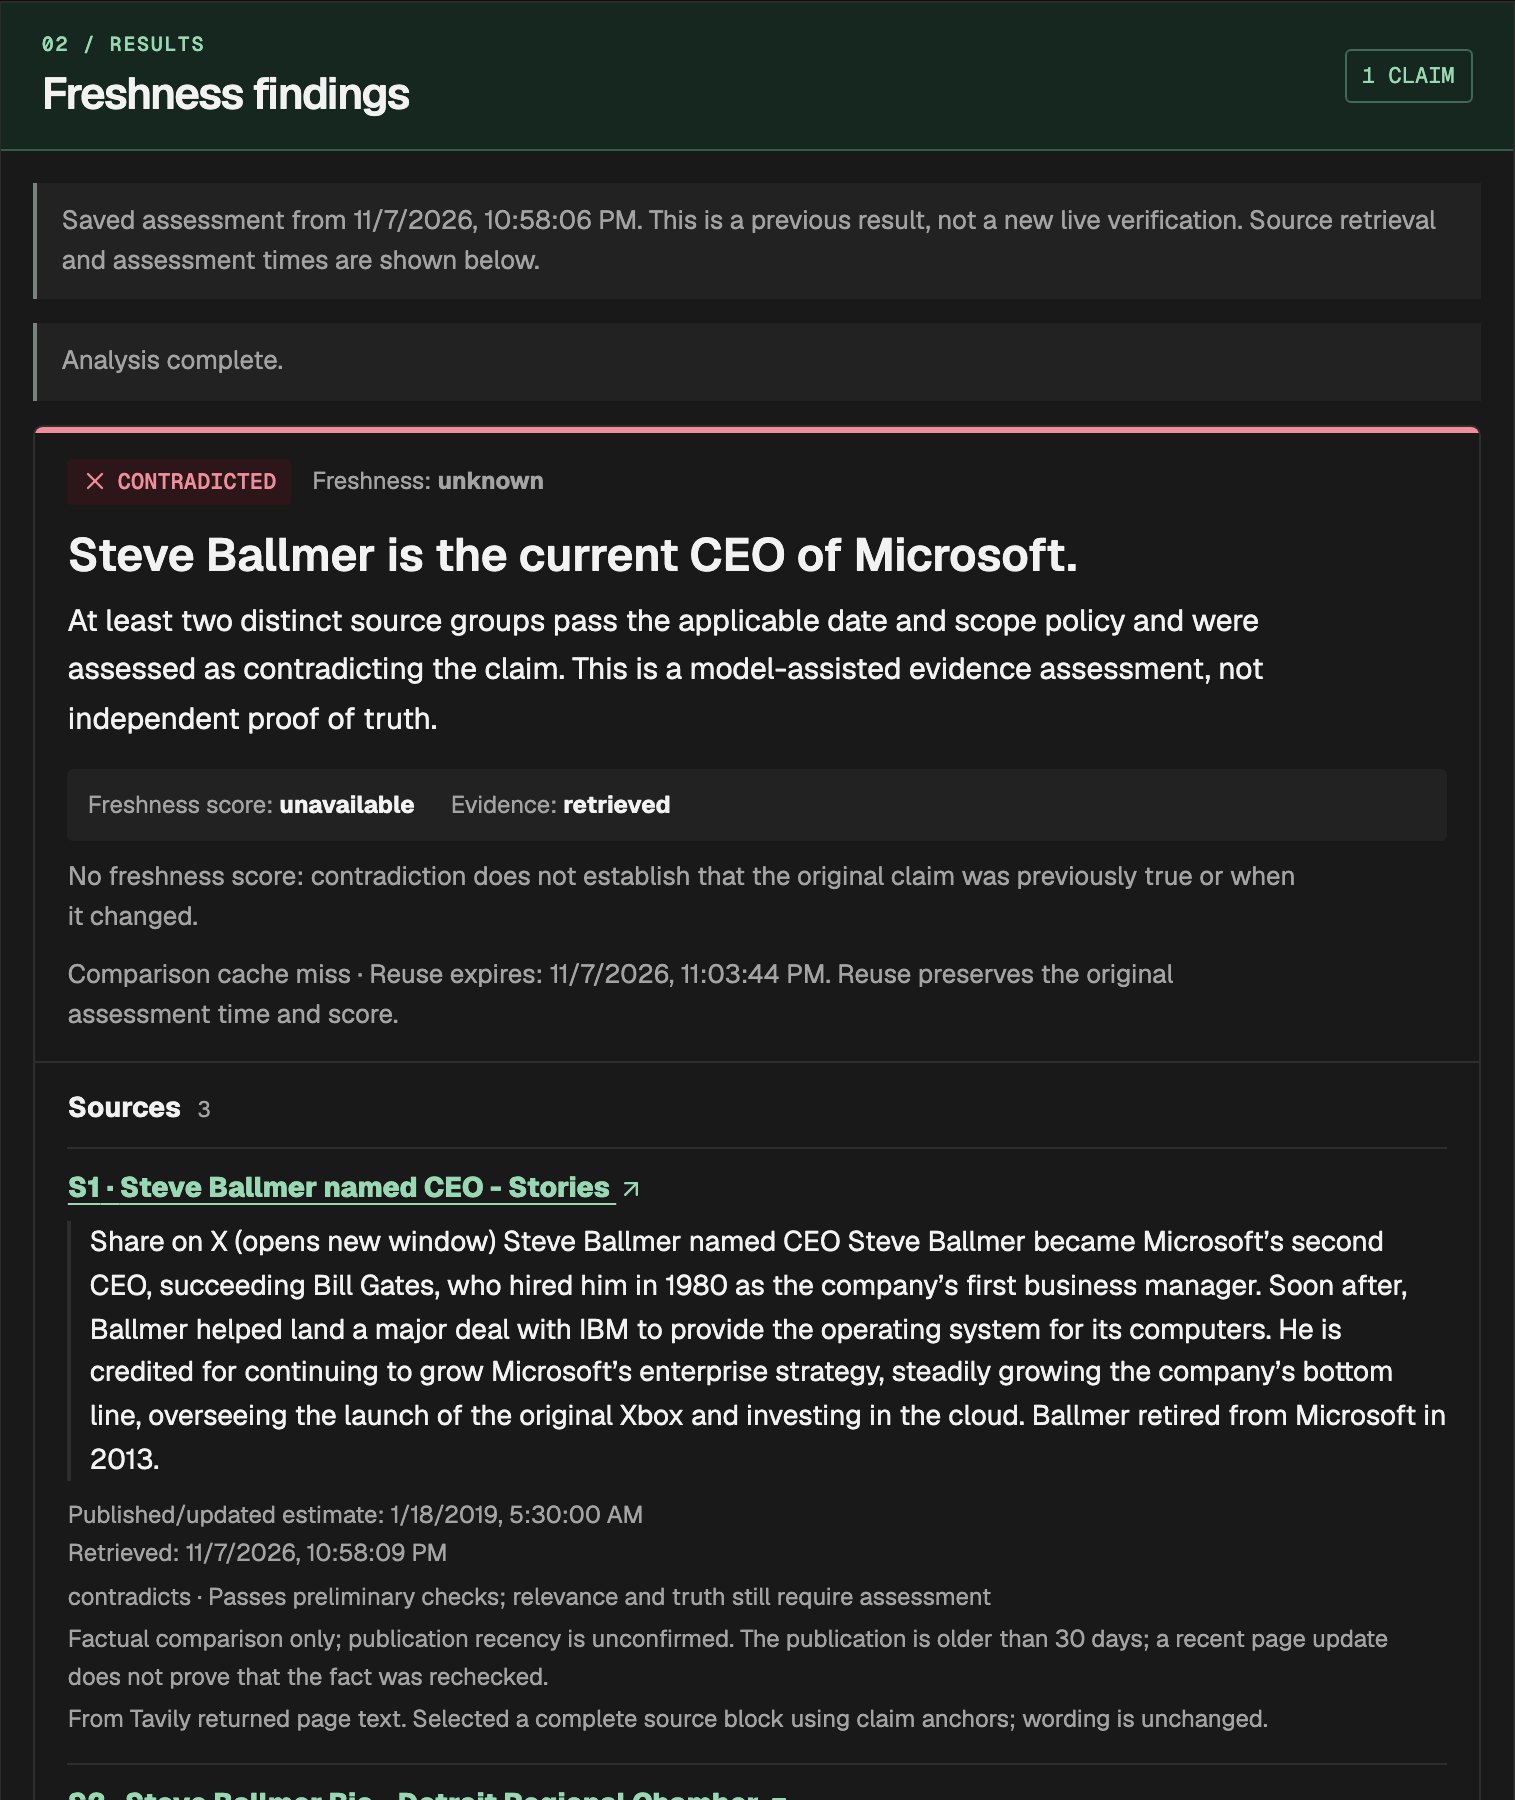 02 / RESULTS
Freshness findings
1 CLAIM
Saved assessment from 11/7/2026, 10:58:06 PM. This is a previous result, not a new live verification. Source retrieval
and assessment times are shown below.
Analysis complete.
× CONTRADICTED Freshness: unknown
Steve Ballmer is the current CEO of Microsoft.
At least two distinct source groups pass the applicable date and scope policy and were
assessed as contradicting the claim. This is a model-assisted evidence assessment, not
independent proof of truth.
Freshness score: unavailable Evidence: retrieved
No freshness score: contradiction does not establish that the original claim was previously true or when
it changed.
Comparison cache miss · Reuse expires: 11/7/2026, 11:03:44 PM. Reuse preserves the original
assessment time and score.
Sources 3
S1 · Steve Ballmer named CEO - Stories ↗
Share on X (opens new window) Steve Ballmer named CEO Steve Ballmer became Microsoft’s second
CEO, succeeding Bill Gates, who hired him in 1980 as the company’s first business manager. Soon after,
Ballmer helped land a major deal with IBM to provide the operating system for its computers. He is
credited for continuing to grow Microsoft’s enterprise strategy, steadily growing the company’s bottom
line, overseeing the launch of the original Xbox and investing in the cloud. Ballmer retired from Microsoft in
2013.
Published/updated estimate: 1/18/2019, 5:30:00 AM
Retrieved: 11/7/2026, 10:58:09 PM
contradicts · Passes preliminary checks; relevance and truth still require assessment
Factual comparison only; publication recency is unconfirmed. The publication is older than 30 days; a recent page update
does not prove that the fact was rechecked.
From Tavily returned page text. Selected a complete source block using claim anchors; wording is unchanged.
S2 · Steve Ballmer Bio - Detroit Regional Chamber